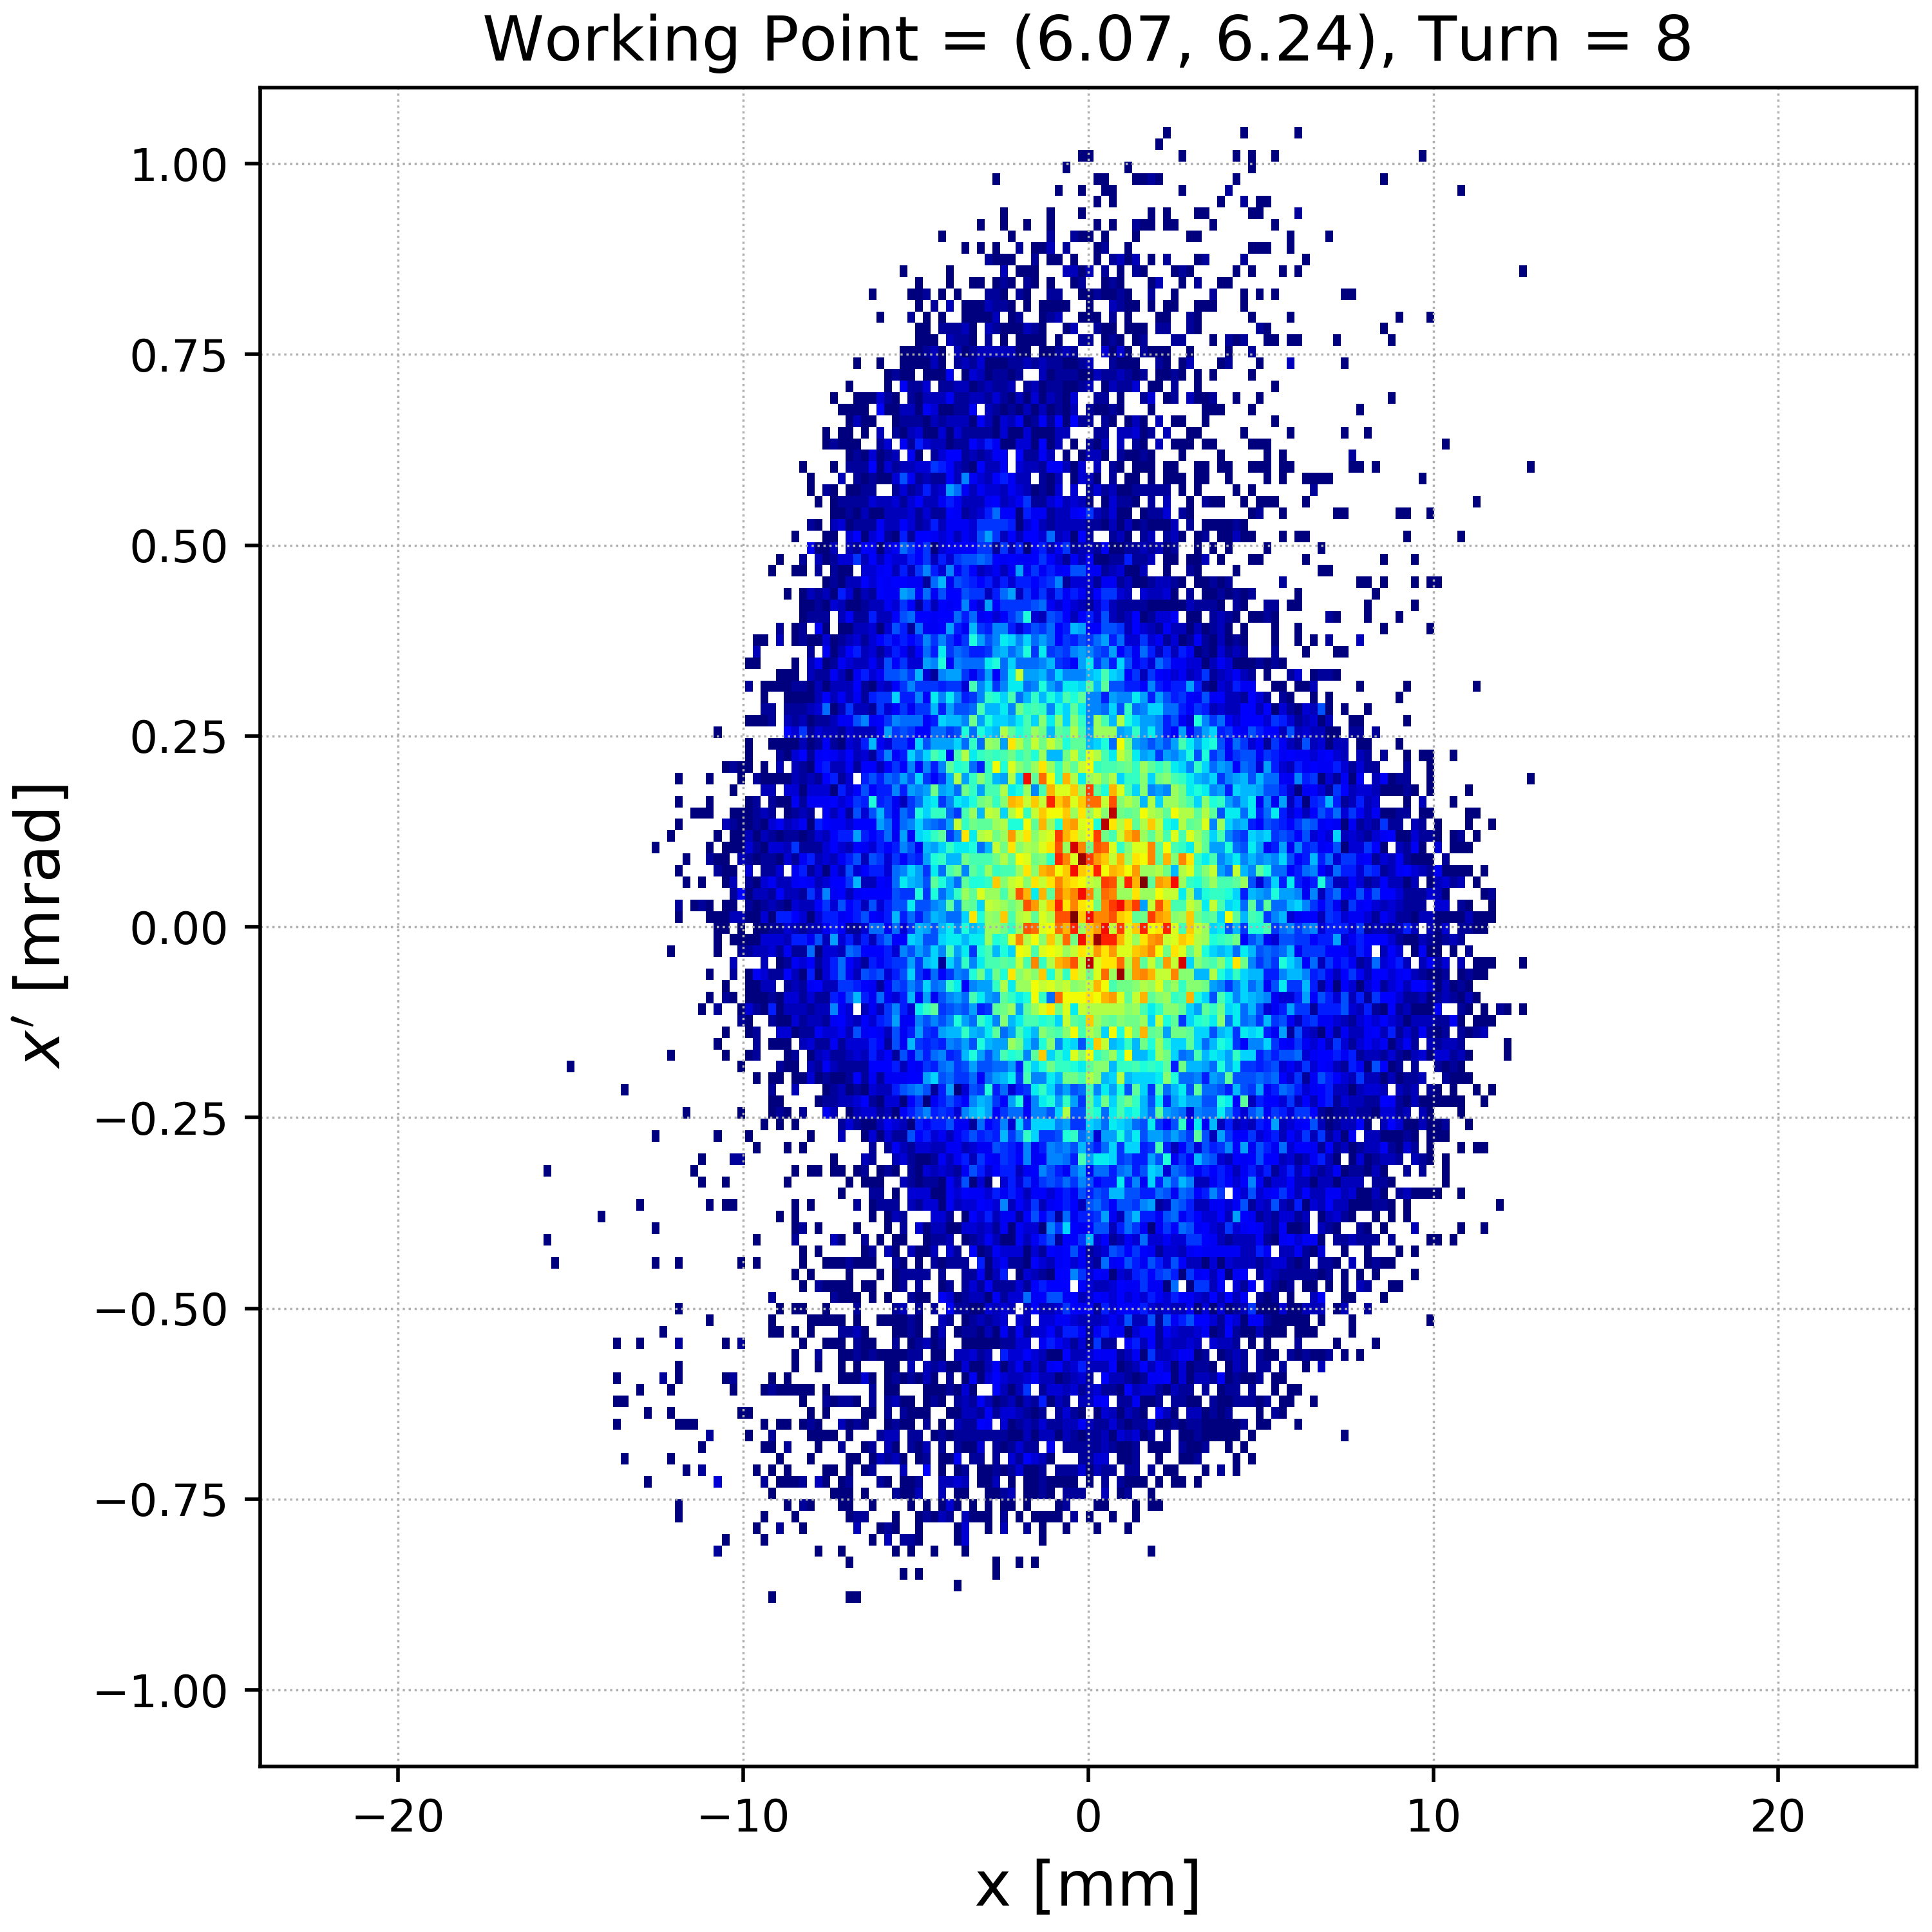 Working Point = (6.07, 6.24), Turn = 8
1.00
0.75
0.50
0.25
0.00
−0.25
−0.50
−0.75
−1.00
x′ [mrad]
−20 −10 0 10 20
x [mm]